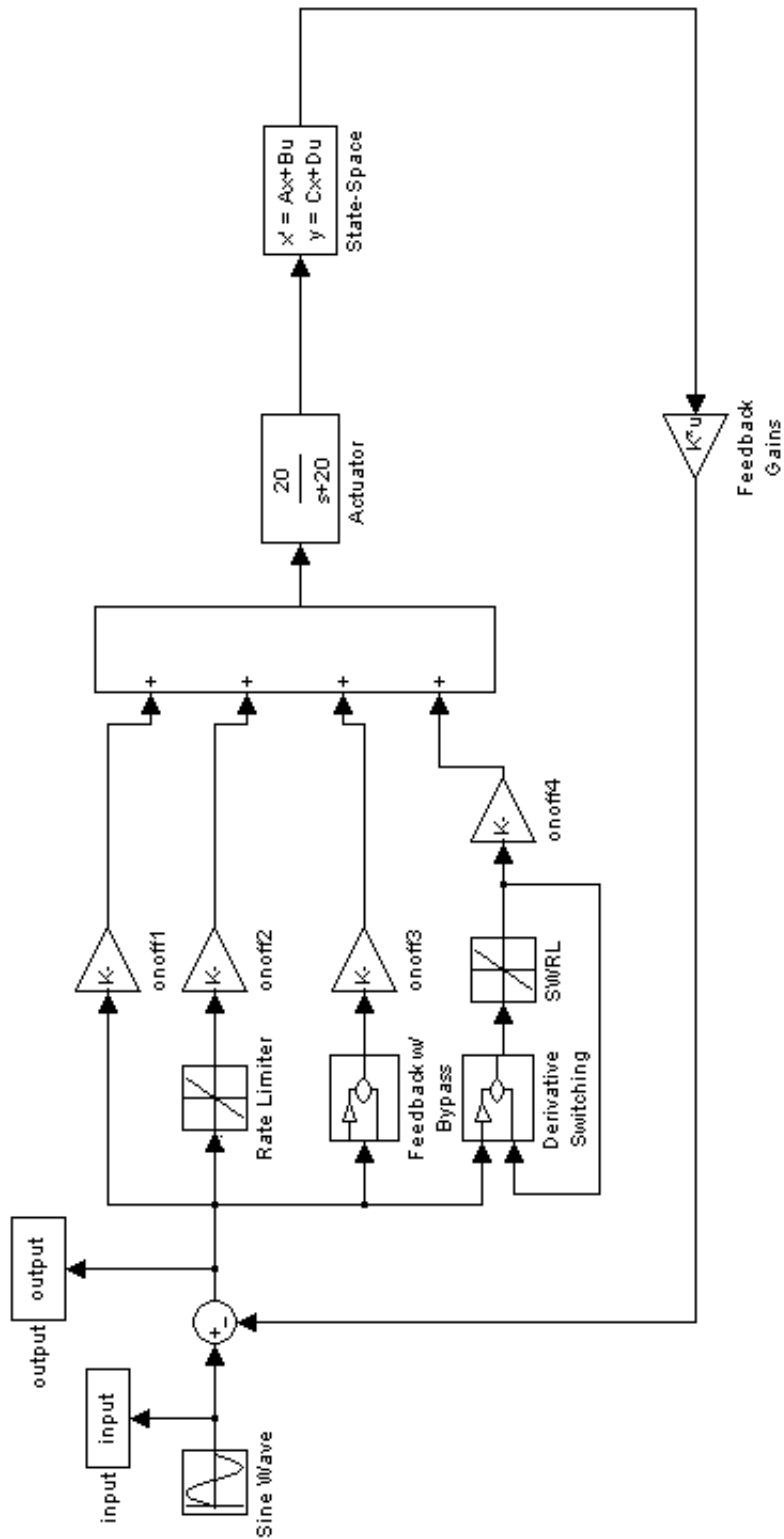 Sine Wave
input
input
+
−
output
output
Rate Limiter
Feedback w/
Bypass
Derivative
Switching
SWRL
K-
onoff1
K-
onoff2
K-
onoff3
K-
onoff4
+
+
+
+
20
s+20
Actuator
x' = Ax+Bu
y = Cx+Du
State-Space
K*u
Feedback
Gains